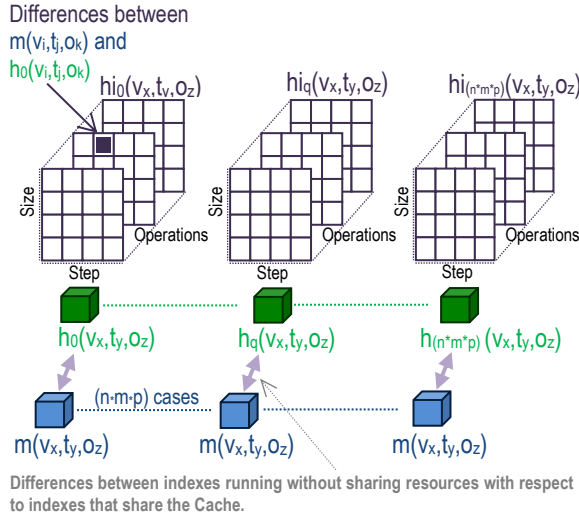 Differences between
m(vi,tj,ok) and
h0(vi,tj,ok)
hi0(vx,ty,oz) hiq(vx,ty,oz) hi(n*m*p)(vx,ty,oz)
Size Size Size
Operations Operations Operations
Step Step Step
h0(vx,ty,oz) hq(vx,ty,oz) h(n*m*p) (vx,ty,oz)
(n·m·p) cases
m(vx,ty,oz) m(vx,ty,oz) m(vx,ty,oz)
Differences between indexes running without sharing resources with respect
to indexes that share the Cache.